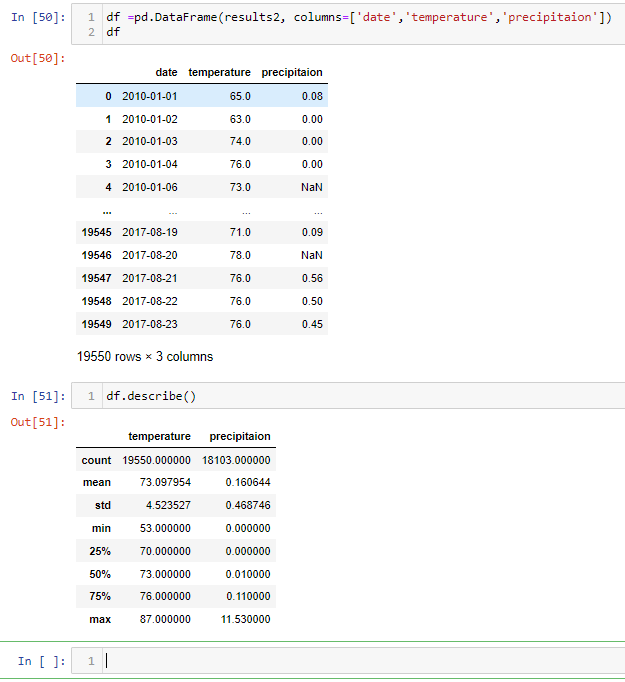 In [50]: 1 df =pd.DataFrame(results2, columns=['date','temperature','precipitaion'])
2 df
Out[50]:
date temperature precipitaion
0 2010-01-01 65.0 0.08
1 2010-01-02 63.0 0.00
2 2010-01-03 74.0 0.00
3 2010-01-04 76.0 0.00
4 2010-01-06 73.0 NaN
... ... ... ...
19545 2017-08-19 71.0 0.09
19546 2017-08-20 78.0 NaN
19547 2017-08-21 76.0 0.56
19548 2017-08-22 76.0 0.50
19549 2017-08-23 76.0 0.45
19550 rows × 3 columns
In [51]: 1 df.describe()
Out[51]:
temperature precipitaion
count 19550.000000 18103.000000
mean 73.097954 0.160644
std 4.523527 0.468746
min 53.000000 0.000000
25% 70.000000 0.000000
50% 73.000000 0.010000
75% 76.000000 0.110000
max 87.000000 11.530000
In [ ]: 1